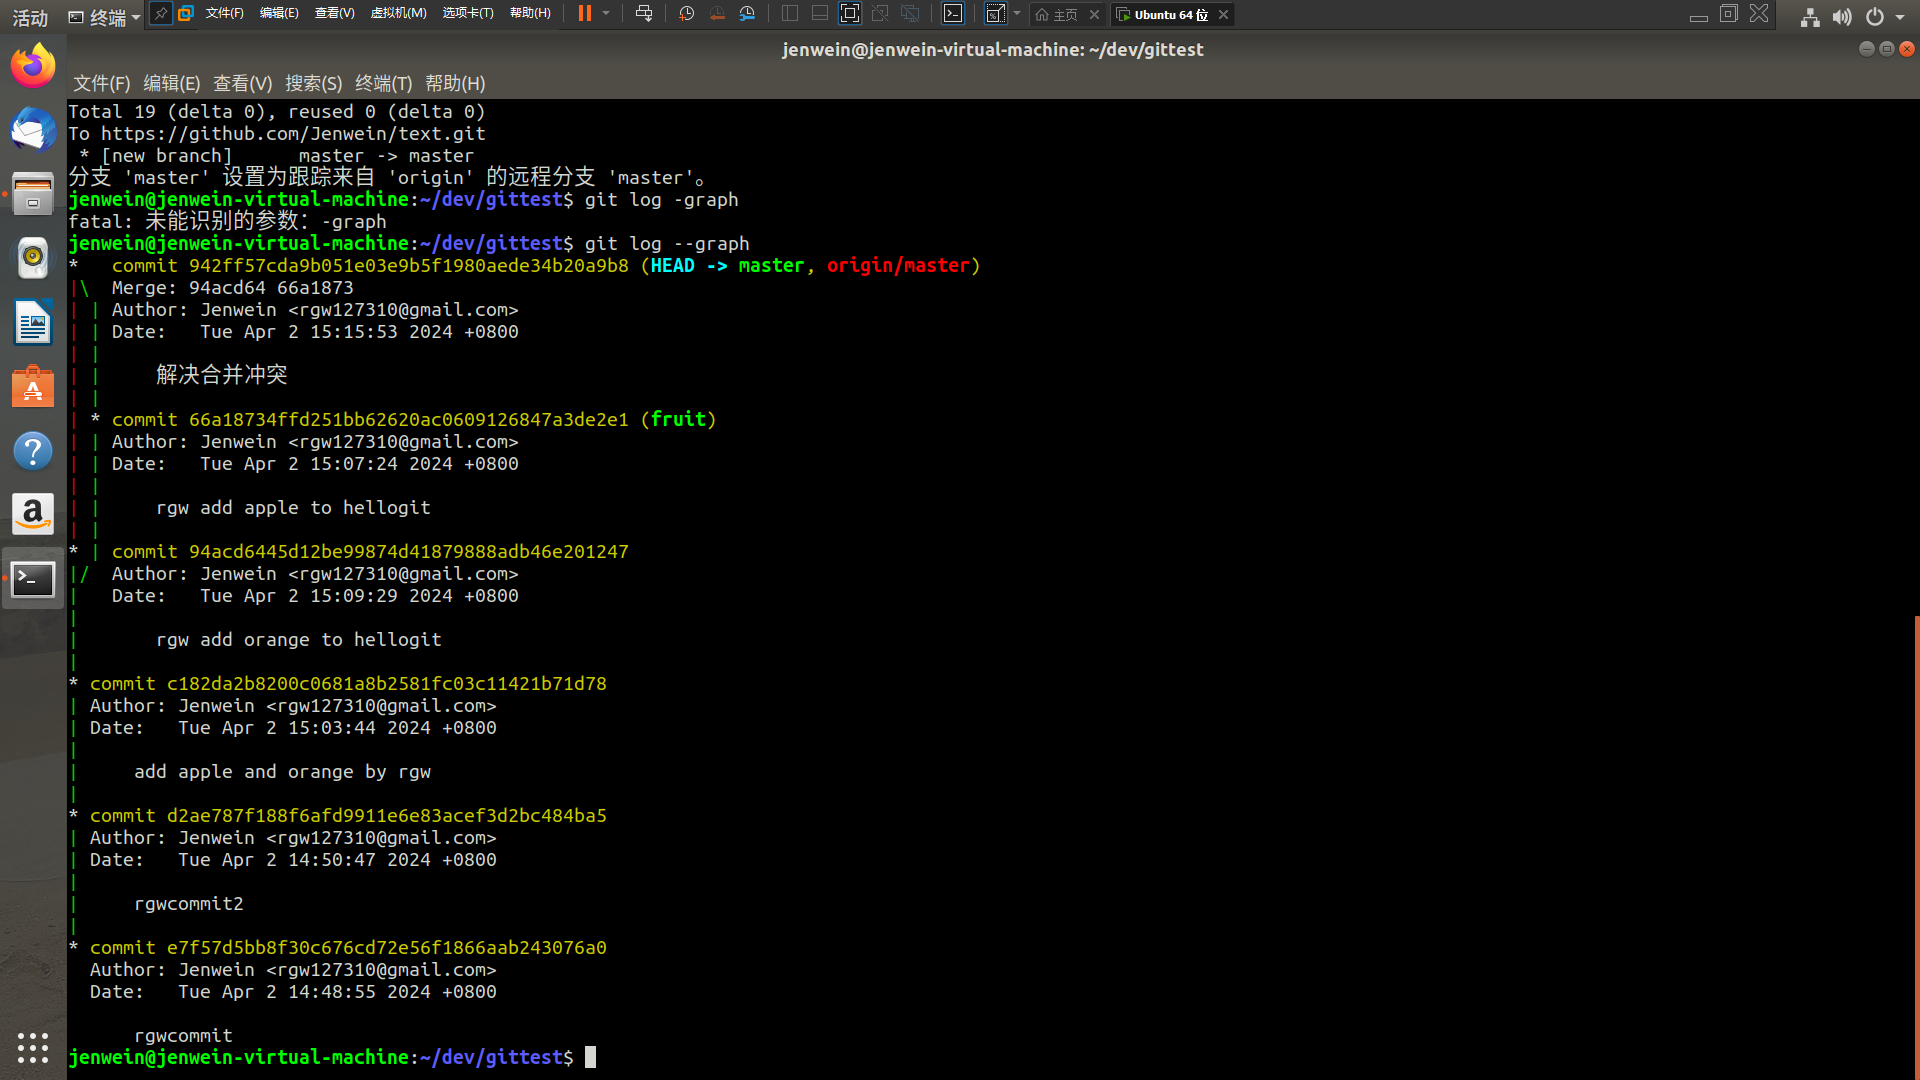 活动 终端 文件(F) 编辑(E) 查看(V) 虚拟机(M) 选项卡(T) 帮助(H) 主页 Ubuntu 64 位
jenwein@jenwein-virtual-machine: ~/dev/gittest
文件(F) 编辑(E) 查看(V) 搜索(S) 终端(T) 帮助(H)
Total 19 (delta 0), reused 0 (delta 0)
To https://github.com/Jenwein/text.git
 * [new branch]      master -> master
分支 'master' 设置为跟踪来自 'origin' 的远程分支 'master'。
jenwein@jenwein-virtual-machine:~/dev/gittest$ git log -graph
fatal: 未能识别的参数：-graph
jenwein@jenwein-virtual-machine:~/dev/gittest$ git log --graph
*   commit 942ff57cda9b051e03e9b5f1980aede34b20a9b8 (HEAD -> master, origin/master)
|\  Merge: 94acd64 66a1873
| | Author: Jenwein <rgw127310@gmail.com>
| | Date:   Tue Apr 2 15:15:53 2024 +0800
| |
| |     解决合并冲突
| |
| * commit 66a18734ffd251bb62620ac0609126847a3de2e1 (fruit)
| | Author: Jenwein <rgw127310@gmail.com>
| | Date:   Tue Apr 2 15:07:24 2024 +0800
| |
| |     rgw add apple to hellogit
| |
* | commit 94acd6445d12be99874d41879888adb46e201247
|/  Author: Jenwein <rgw127310@gmail.com>
|   Date:   Tue Apr 2 15:09:29 2024 +0800
|
|       rgw add orange to hellogit
|
* commit c182da2b8200c0681a8b2581fc03c11421b71d78
| Author: Jenwein <rgw127310@gmail.com>
| Date:   Tue Apr 2 15:03:44 2024 +0800
|
|     add apple and orange by rgw
|
* commit d2ae787f188f6afd9911e6e83acef3d2bc484ba5
| Author: Jenwein <rgw127310@gmail.com>
| Date:   Tue Apr 2 14:50:47 2024 +0800
|
|     rgwcommit2
|
* commit e7f57d5bb8f30c676cd72e56f1866aab243076a0
  Author: Jenwein <rgw127310@gmail.com>
  Date:   Tue Apr 2 14:48:55 2024 +0800

      rgwcommit
jenwein@jenwein-virtual-machine:~/dev/gittest$